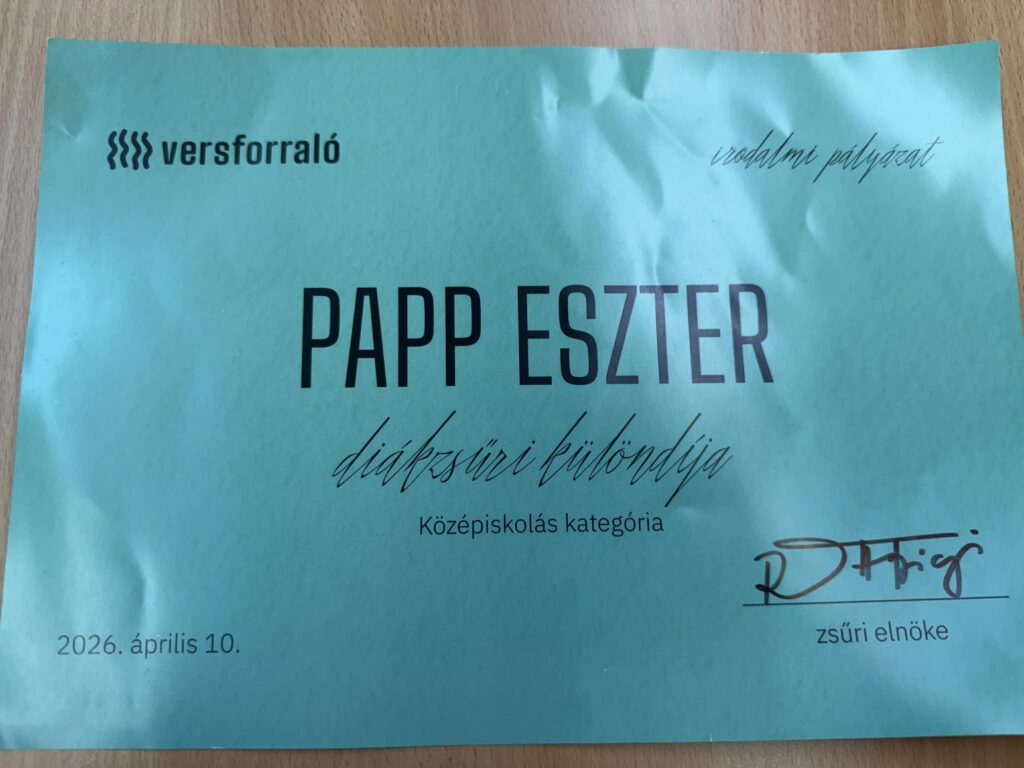 versforraló
irodalmi pályázat
PAPP ESZTER
diákzsűri különdíja
Középiskolás kategória
2026. április 10.
zsűri elnöke